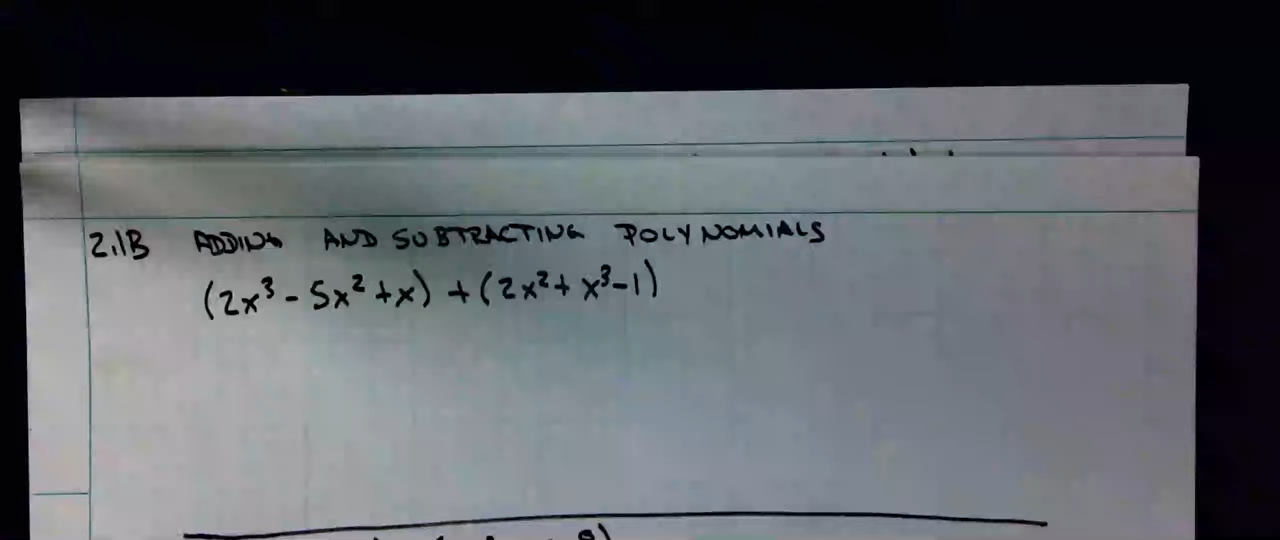 2.1B ADDING AND SUBTRACTING POLYNOMIALS
(2x³ - 5x² + x) + (2x² + x³ - 1)